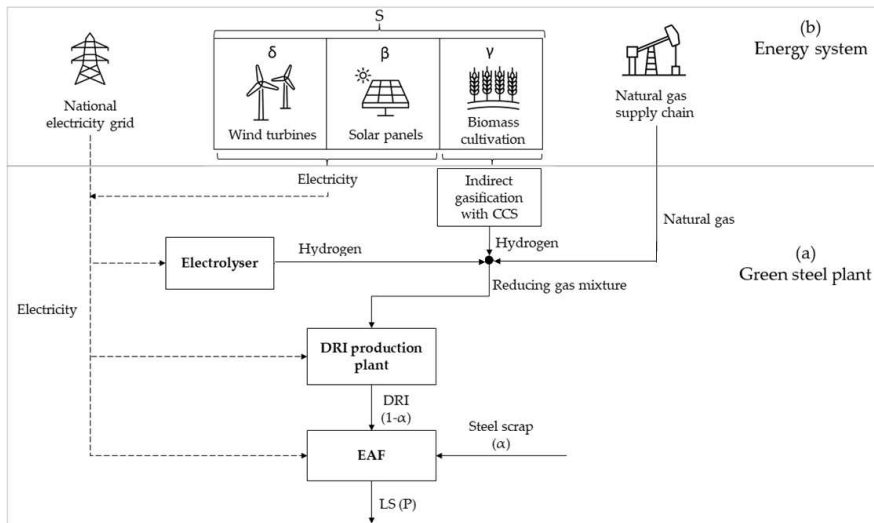 S
(b)
Energy system
δ
β
γ
National
electricity grid
Wind turbines
Solar panels
Biomass
cultivation
Natural gas
supply chain
Electricity
Indirect
gasification
with CCS
Natural gas
Hydrogen
Hydrogen
(a)
Green steel plant
Electrolyser
Reducing gas mixture
Electricity
DRI production
plant
DRI
(1-α)
Steel scrap
(α)
EAF
LS (P)